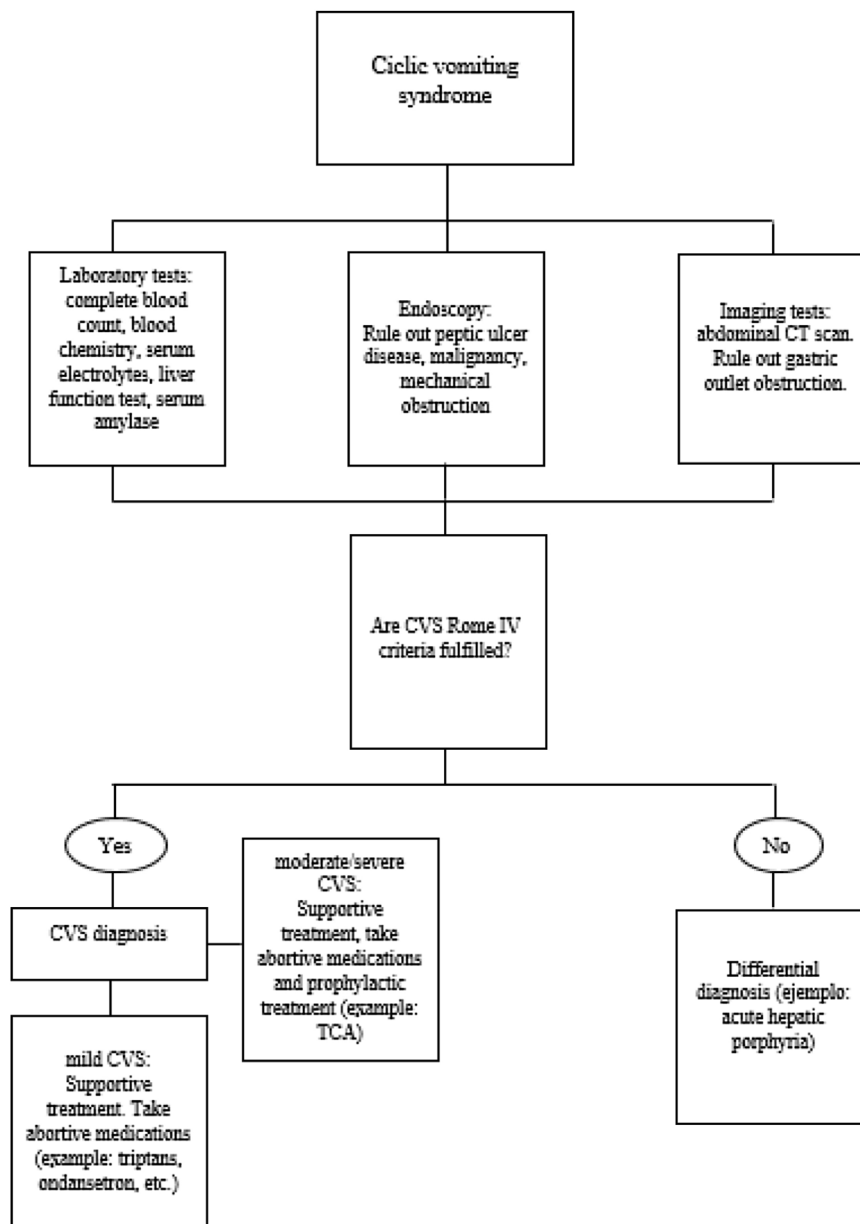 Ciclic vomiting
syndrome
Laboratory tests:
complete blood
count, blood
chemistry, serum
electrolytes, liver
function test, serum
amylase
Endoscopy:
Rule out peptic ulcer
disease, malignancy,
mechanical
obstruction
Imaging tests:
abdominal CT scan.
Rule out gastric
outlet obstruction.
Are CVS Rome IV
criteria fulfilled?
Yes
No
CVS diagnosis
moderate/severe
CVS:
Supportive
treatment, take
abortive medications
and prophylactic
treatment (example:
TCA)
mild CVS:
Supportive
treatment. Take
abortive medications
(example: triptans,
ondansetron, etc.)
Differential
diagnosis (ejemplo:
acute hepatic
porphyria)